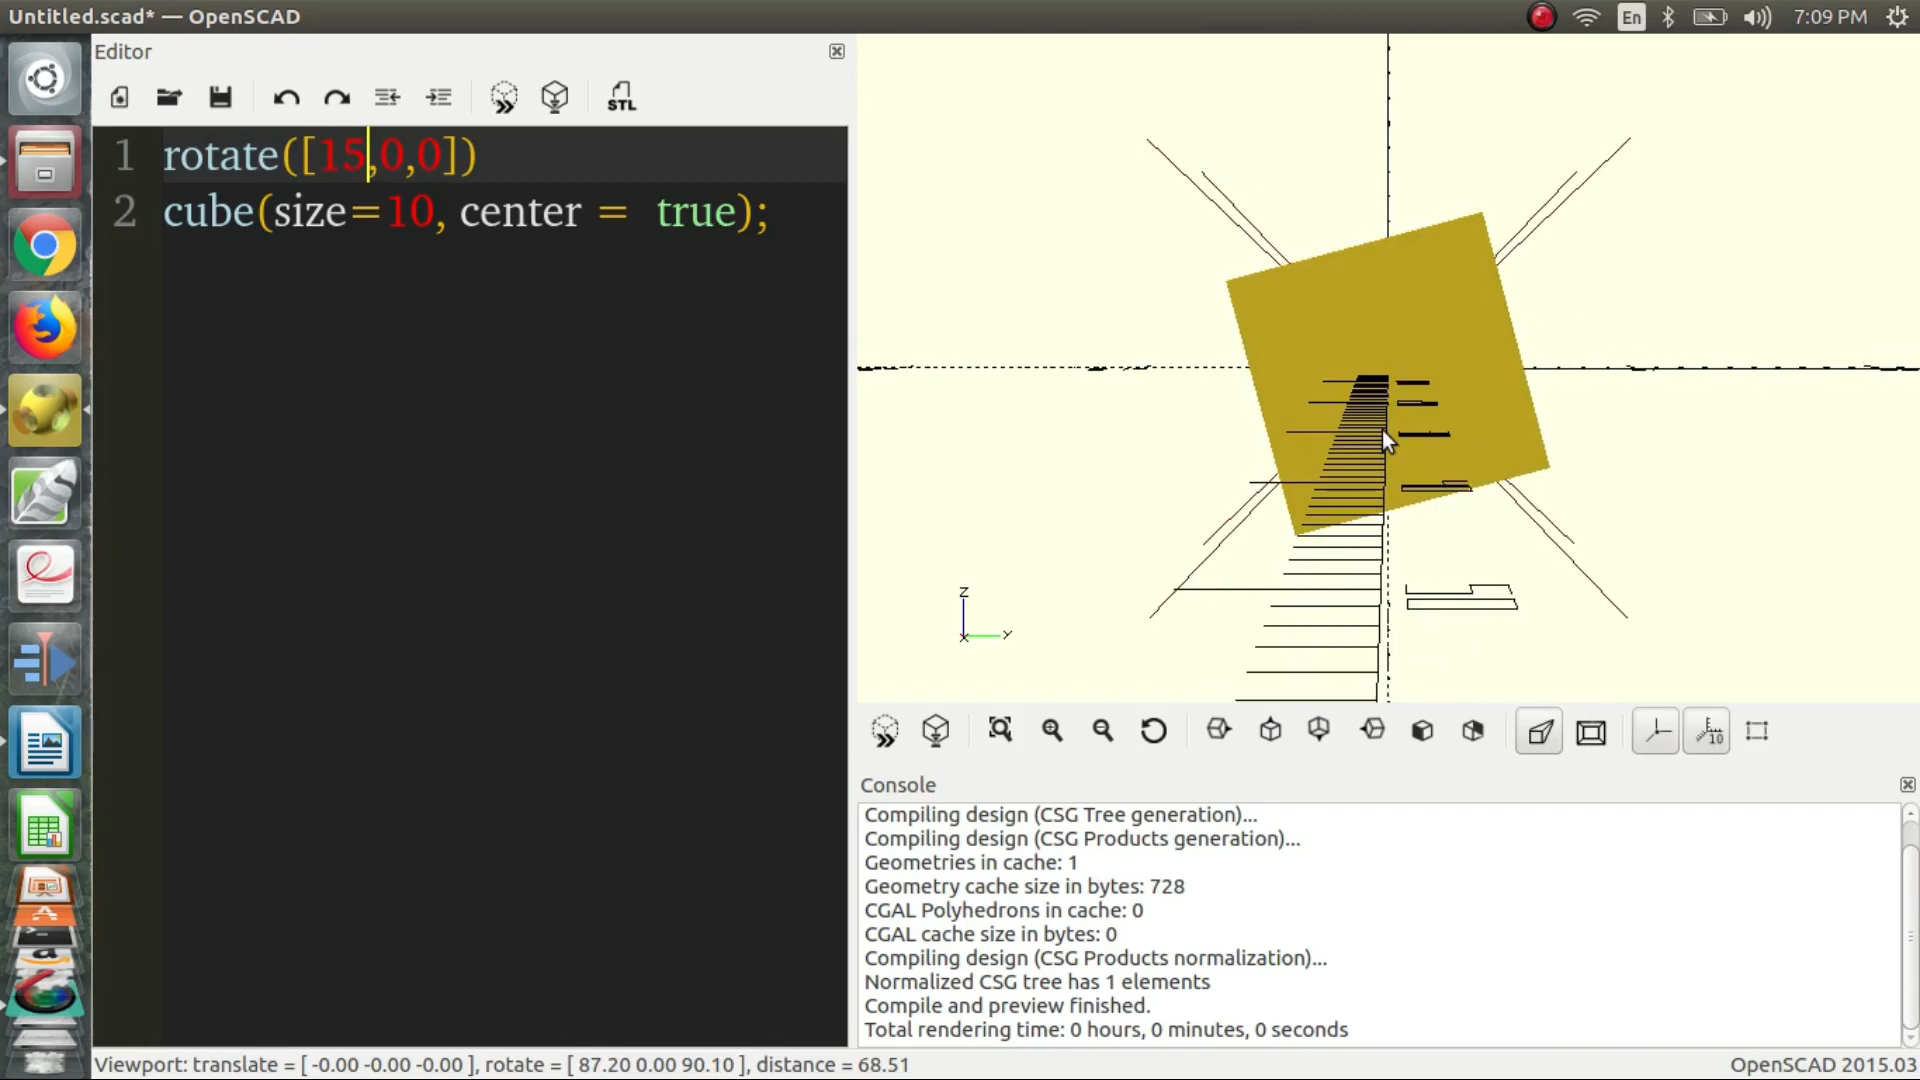 Untitled.scad* — OpenSCAD
En
7:09 PM
Editor
STL
1 rotate([15,0,0])
2 cube(size=10, center =  true);
Z
Y
X
10
Console
Compiling design (CSG Tree generation)...
Compiling design (CSG Products generation)...
Geometries in cache: 1
Geometry cache size in bytes: 728
CGAL Polyhedrons in cache: 0
CGAL cache size in bytes: 0
Compiling design (CSG Products normalization)...
Normalized CSG tree has 1 elements
Compile and preview finished.
Total rendering time: 0 hours, 0 minutes, 0 seconds
Viewport: translate = [ -0.00 -0.00 -0.00 ], rotate = [ 87.20 0.00 90.10 ], distance = 68.51
OpenSCAD 2015.03